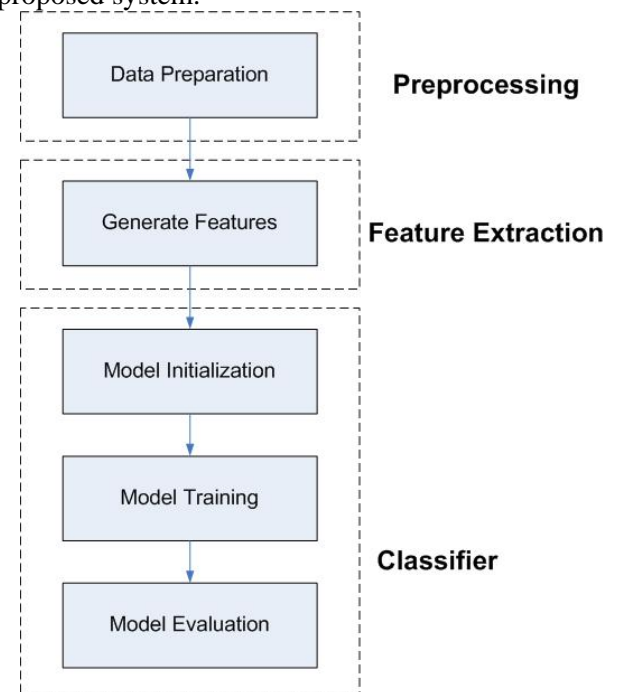 proposed system.
Data Preparation
Preprocessing
Generate Features
Feature Extraction
Model Initialization
Model Training
Classifier
Model Evaluation